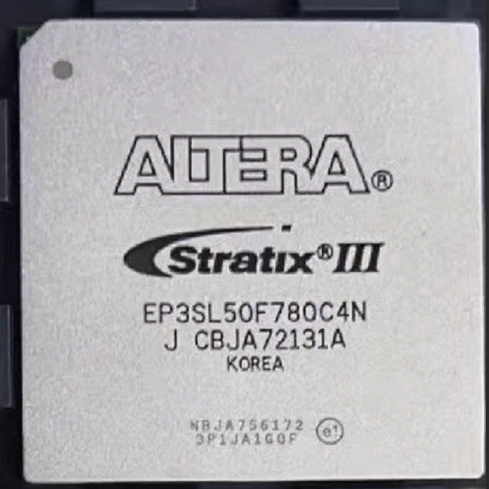 ALTERA®
Stratix® III
EP3SL50F780C4N
J CBJA72131A
KOREA
NBJA756172
3P1JA1G0F
e1